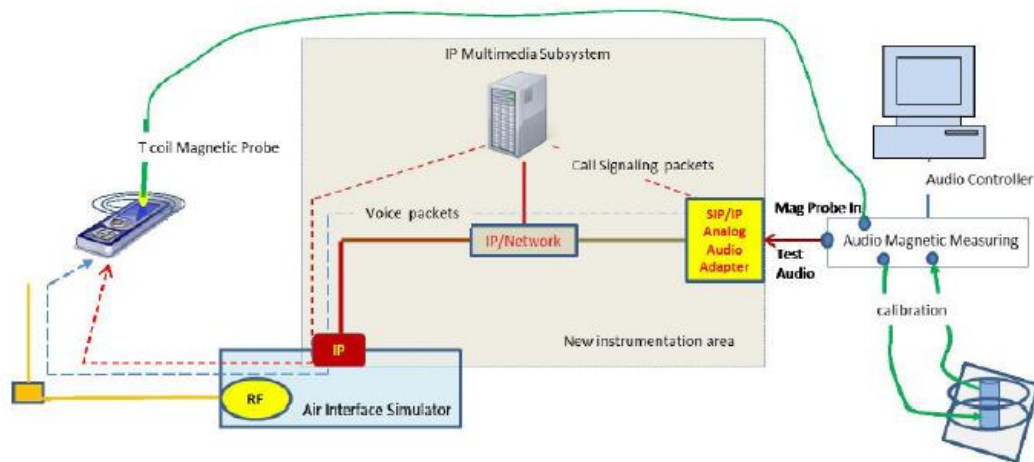 IP Multimedia Subsystem
T coil Magnetic Probe
Call Signaling packets
Audio Controller
Voice packets
Mag Probe In
SIP/IP
Analog
Audio
Adapter
IP/Network
Audio Magnetic Measuring
Test
Audio
calibration
New instrumentation area
IP
RF
Air Interface Simulator